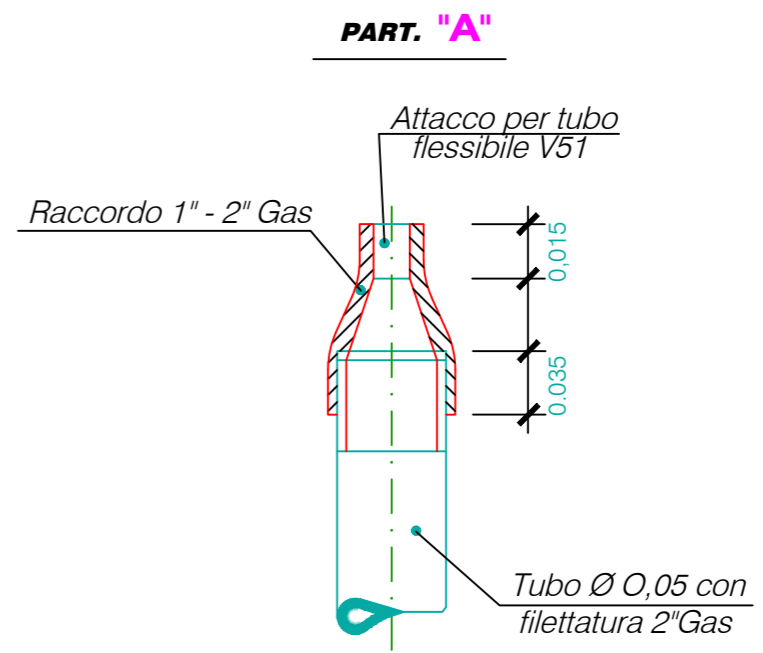 PART. "A"
Attacco per tubo
flessibile V51
Raccordo 1" - 2" Gas
0,015
0.035
Tubo Ø O,05 con
filettatura 2"Gas